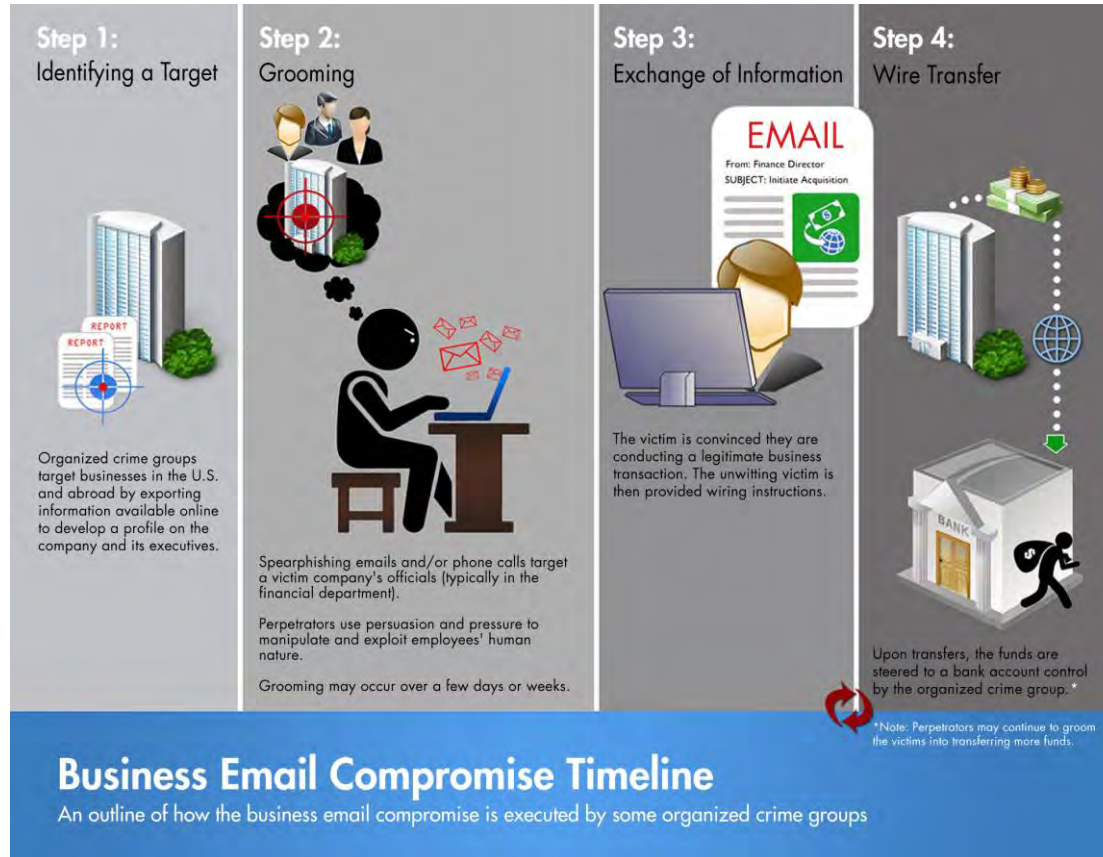 Step 1:
Identifying a Target
REPORT
REPORT
Organized crime groups
target businesses in the U.S.
and abroad by exporting
information available online
to develop a profile on the
company and its executives.
Step 2:
Grooming
Spearphishing emails and/or phone calls target
a victim company's officials (typically in the
financial department).
Perpetrators use persuasion and pressure to
manipulate and exploit employees' human
nature.
Grooming may occur over a few days or weeks.
Step 3:
Exchange of Information
EMAIL
From: Finance Director
SUBJECT: Initiate Acquisition
$
The victim is convinced they are
conducting a legitimate business
transaction. The unwitting victim is
then provided wiring instructions.
Step 4:
Wire Transfer
BANK
$
Upon transfers, the funds are
steered to a bank account control
by the organized crime group.*
*Note: Perpetrators may continue to groom
the victims into transferring more funds.
Business Email Compromise Timeline
An outline of how the business email compromise is executed by some organized crime groups